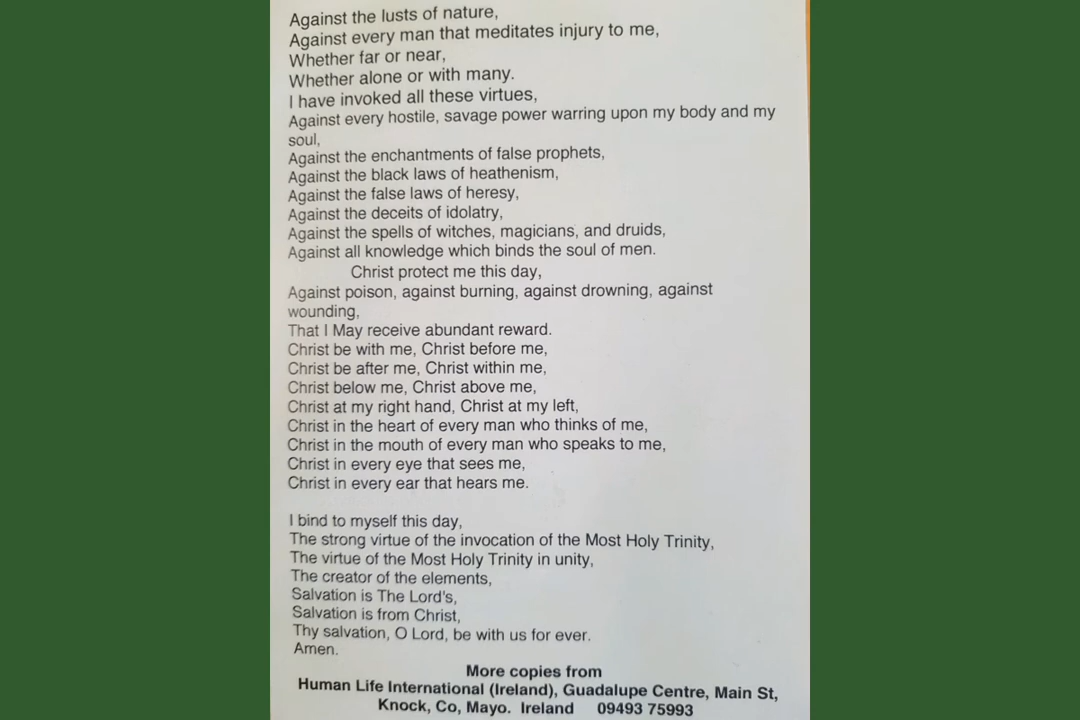 Against the lusts of nature,
Against every man that meditates injury to me,
Whether far or near,
Whether alone or with many.
I have invoked all these virtues,
Against every hostile, savage power warring upon my body and my
soul,
Against the enchantments of false prophets,
Against the black laws of heathenism,
Against the false laws of heresy,
Against the deceits of idolatry,
Against the spells of witches, magicians, and druids,
Against all knowledge which binds the soul of men.
Christ protect me this day,
Against poison, against burning, against drowning, against
wounding,
That I May receive abundant reward.
Christ be with me, Christ before me,
Christ be after me, Christ within me,
Christ below me, Christ above me,
Christ at my right hand, Christ at my left,
Christ in the heart of every man who thinks of me,
Christ in the mouth of every man who speaks to me,
Christ in every eye that sees me,
Christ in every ear that hears me.
I bind to myself this day,
The strong virtue of the invocation of the Most Holy Trinity,
The virtue of the Most Holy Trinity in unity,
The creator of the elements,
Salvation is The Lord's,
Salvation is from Christ,
Thy salvation, O Lord, be with us for ever.
Amen.
More copies from
Human Life International (Ireland), Guadalupe Centre, Main St,
Knock, Co, Mayo. Ireland 09493 75993